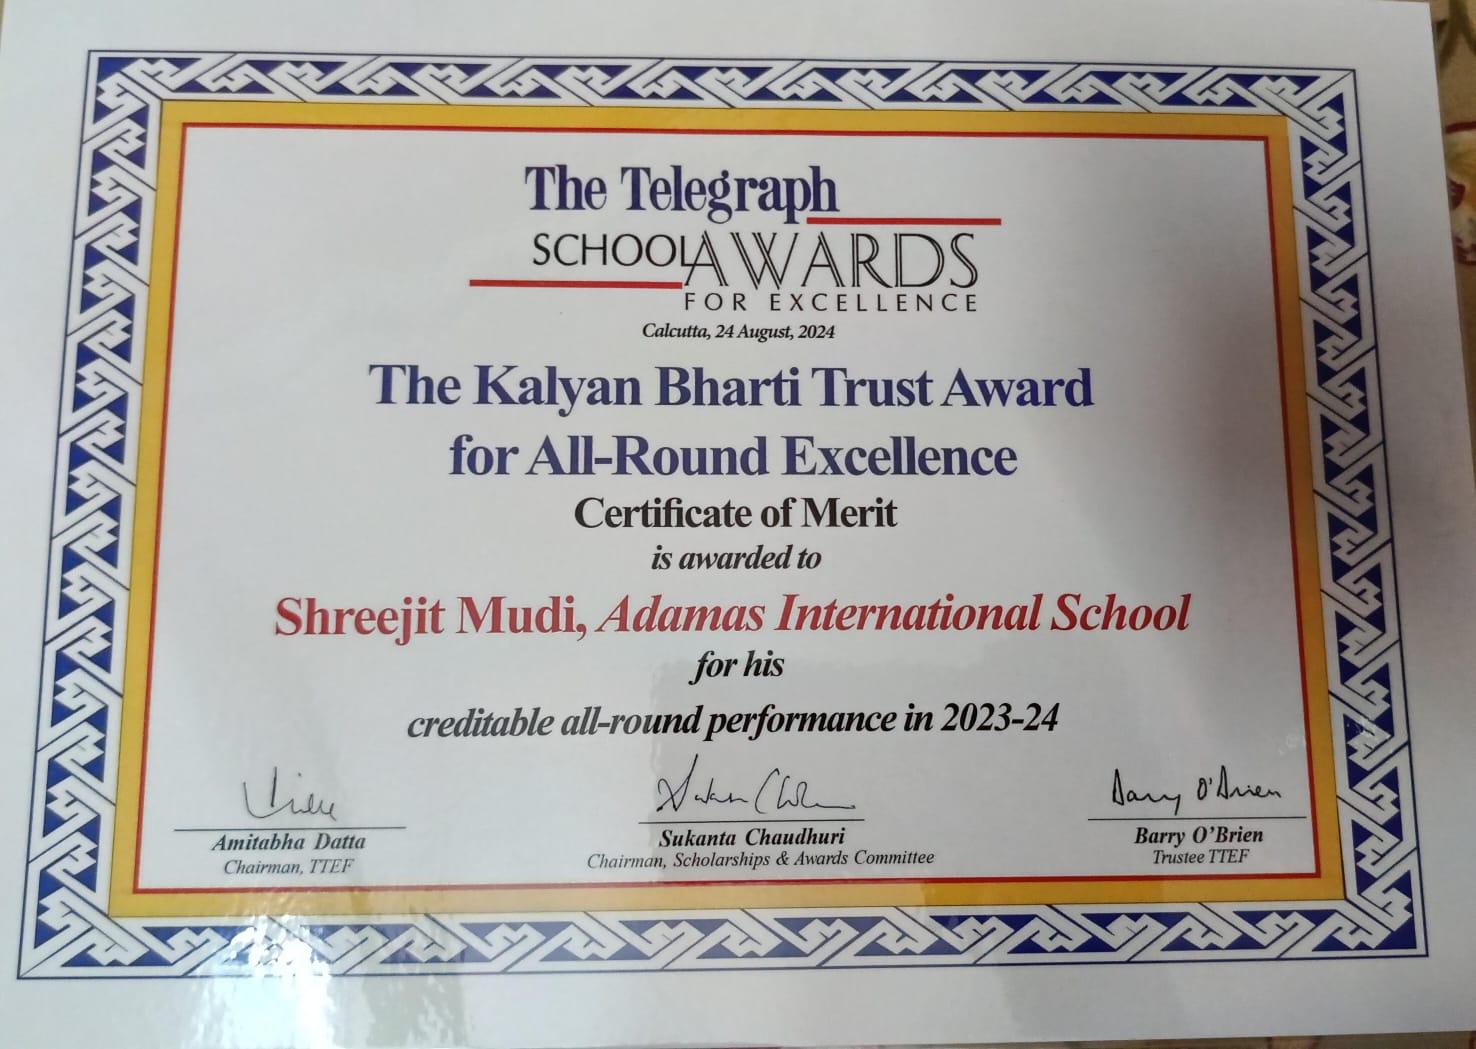 The Telegraph
SCHOOL AWARDS
FOR EXCELLENCE
Calcutta, 24 August, 2024
The Kalyan Bharti Trust Award
for All-Round Excellence
Certificate of Merit
is awarded to
Shreejit Mudi, Adamas International School
for his
creditable all-round performance in 2023-24
Barry O'Brien
Amitabha Datta
Chairman, TTEF
Sukanta Chaudhuri
Chairman, Scholarships & Awards Committee
Barry O'Brien
Trustee TTEF